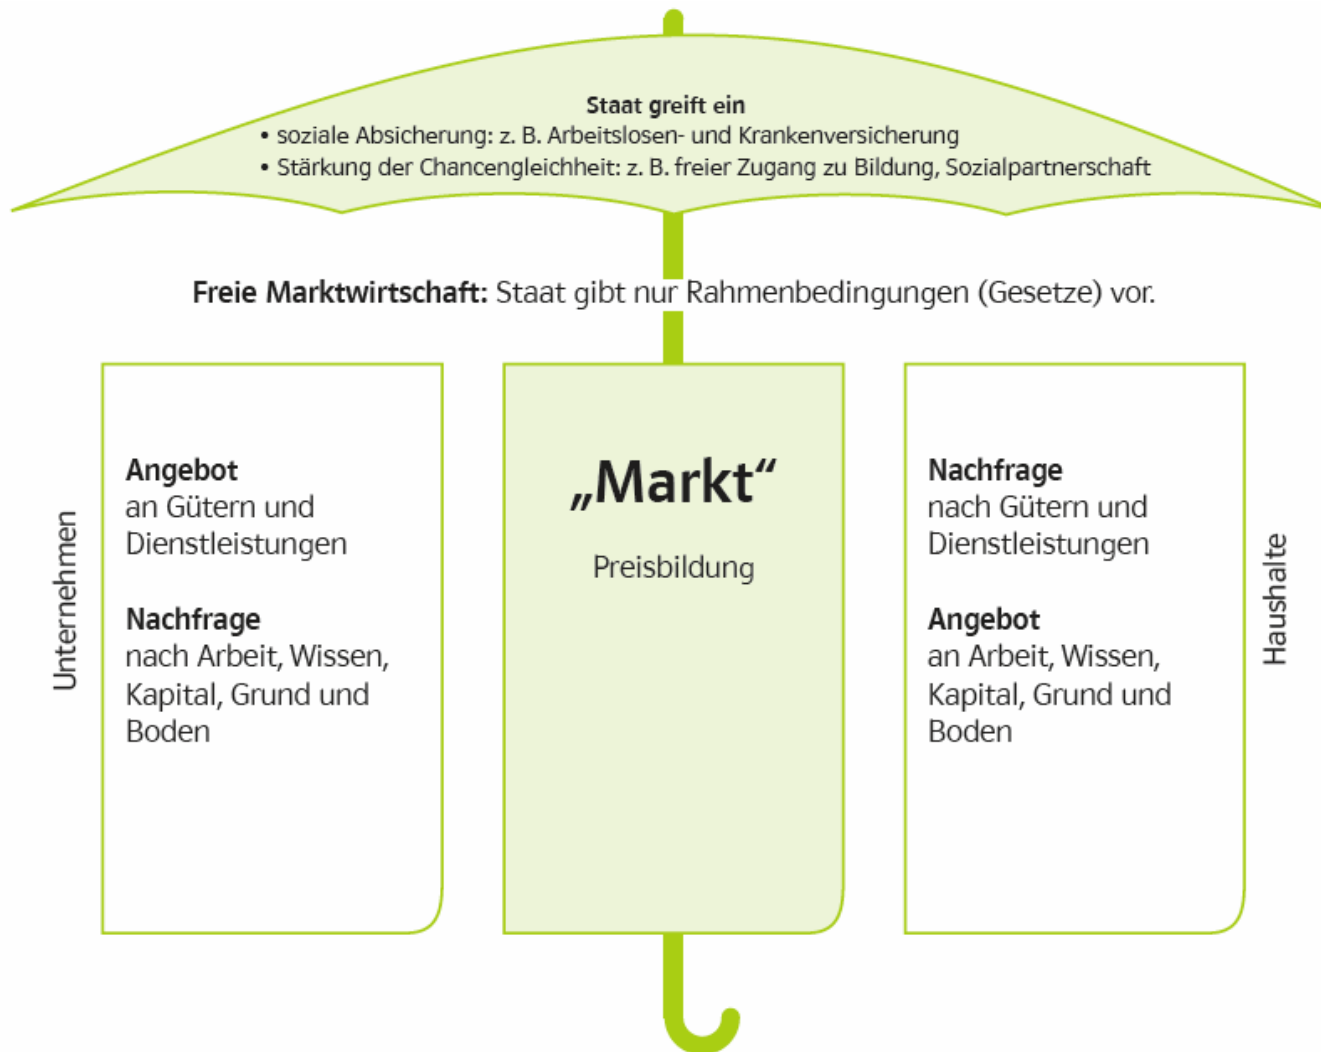 Staat greift ein
• soziale Absicherung: z. B. Arbeitslosen- und Krankenversicherung
• Stärkung der Chancengleichheit: z. B. freier Zugang zu Bildung, Sozialpartnerschaft
Freie Marktwirtschaft: Staat gibt nur Rahmenbedingungen (Gesetze) vor.
Unternehmen
Angebot
an Gütern und
Dienstleistungen
Nachfrage
nach Arbeit, Wissen,
Kapital, Grund und
Boden
„Markt“
Preisbildung
Nachfrage
nach Gütern und
Dienstleistungen
Angebot
an Arbeit, Wissen,
Kapital, Grund und
Boden
Haushalte